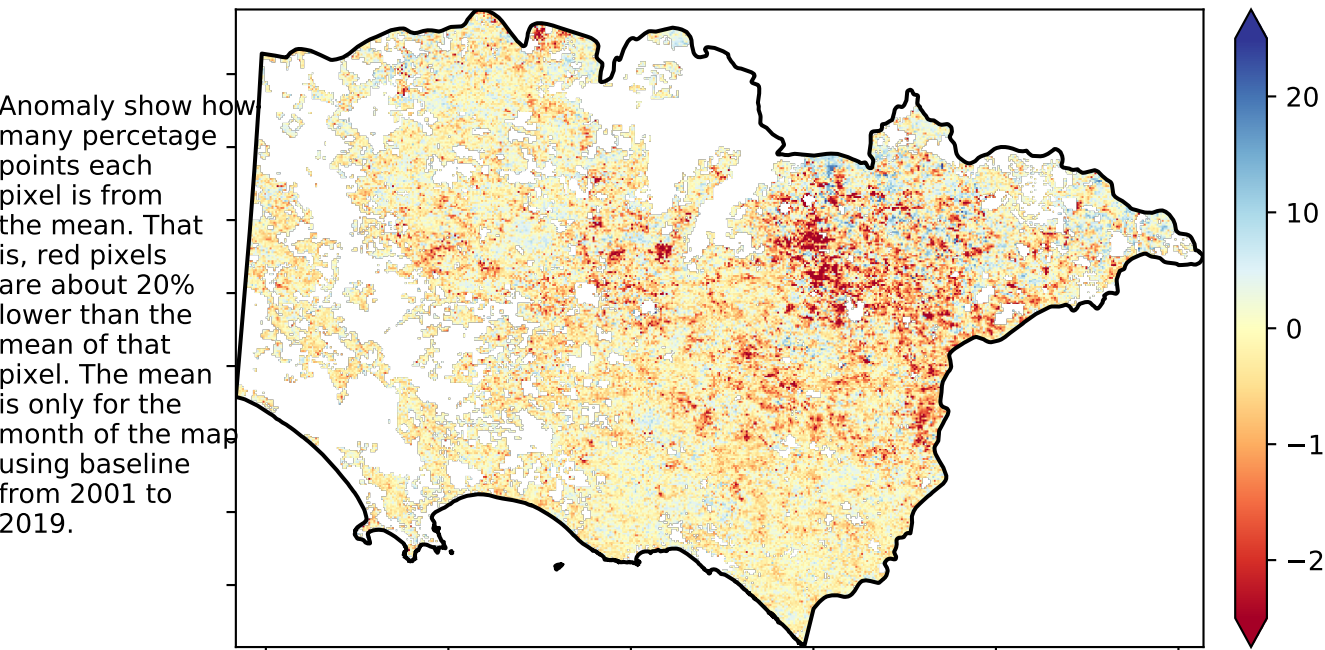 Anomaly show how
many percetage
points each
pixel is from
the mean. That
is, red pixels
are about 20%
lower than the
mean of that
pixel. The mean
is only for the
month of the map
using baseline
from 2001 to
2019.
20
10
0
−1
−2